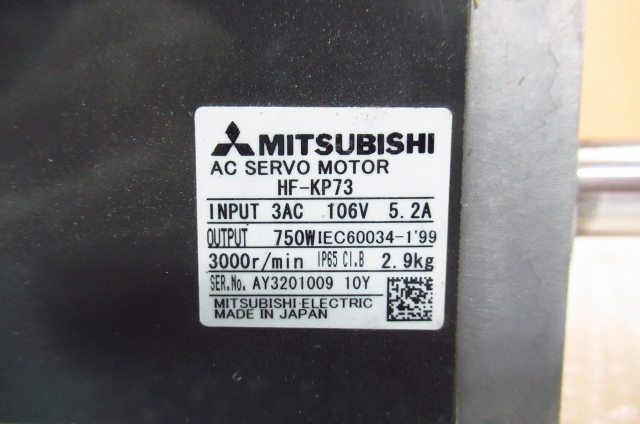 MITSUBISHI
AC SERVO MOTOR
HF-KP73
INPUT 3AC 106V 5.2A
OUTPUT 750W IEC60034-1'99
3000r/min IP65 Cl.B 2.9kg
SER.No. AY3201009 10Y
MITSUBISHI ELECTRIC
MADE IN JAPAN